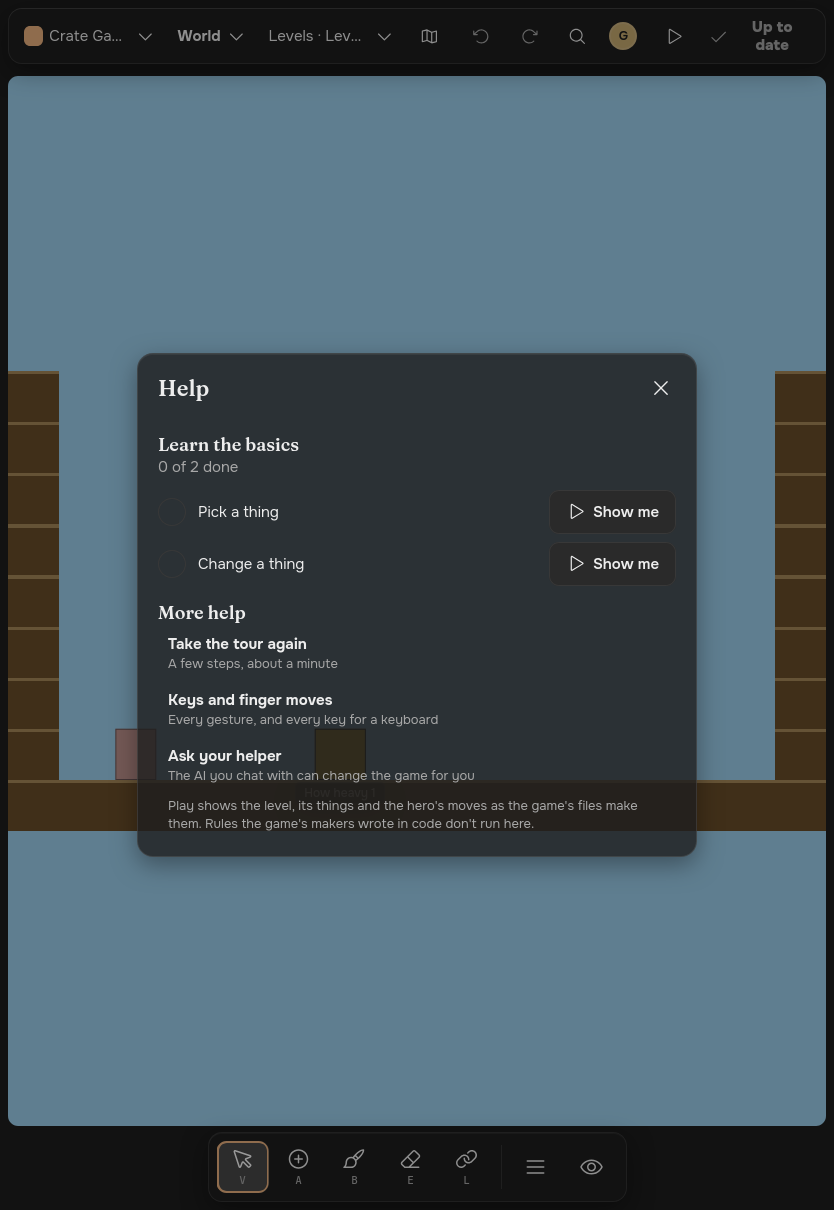 Crate Ga...
World
Levels · Lev...
G
Up to
date
Help
Learn the basics
0 of 2 done
Pick a thing
Show me
Change a thing
Show me
More help
Take the tour again
A few steps, about a minute
Keys and finger moves
Every gesture, and every key for a keyboard
Ask your helper
The AI you chat with can change the game for you
How heavy !
Play shows the level, its things and the hero's moves as the game's files make
them. Rules the game's makers wrote in code don't run here.
V
A
B
E
L